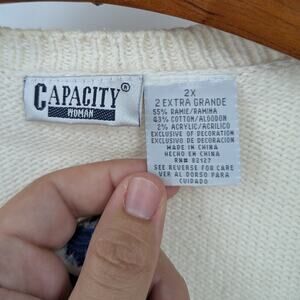 CAPACITY®
WOMAN
2X
2 EXTRA GRANDE
55% RAMIE/RAMINA
43% COTTON/ALGODON
2% ACRYLIC/ACRILICO
EXCLUSIVE OF DECORATION
EXCLUSIVO DE DECORACION
MADE IN CHINA
HECHO EN CHINA
RN# 82127
SEE REVERSE FOR CARE
VER AL DORSO PARA
CUIDADO